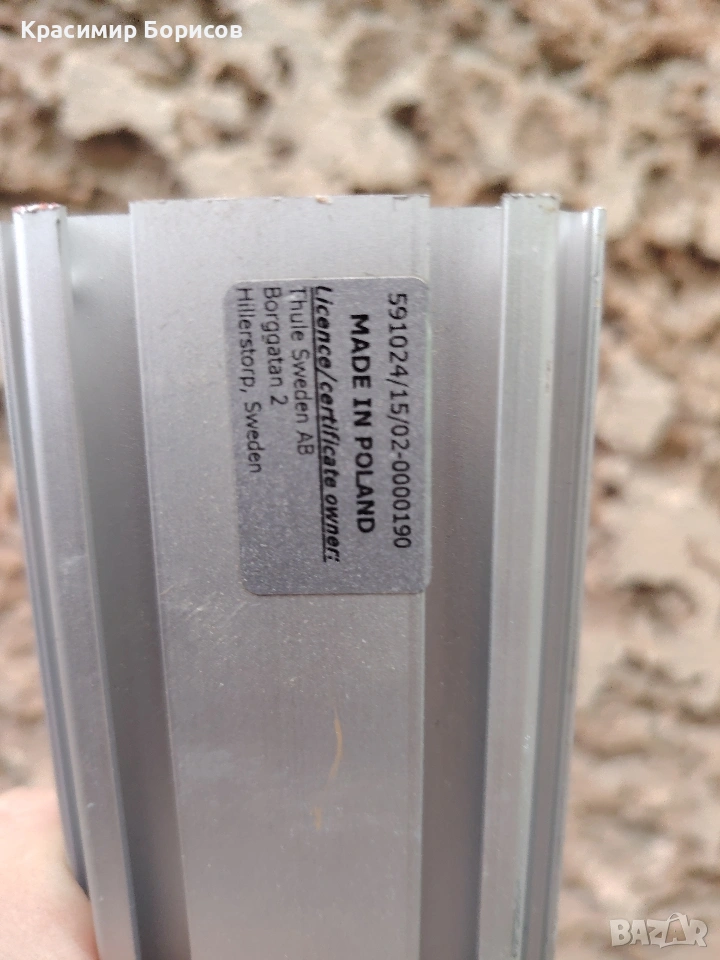 Красимир Борисов
591024/15/02-0000190
MADE IN POLAND
Licence/certificate owner:
Thule Sweden AB
Borggatan 2
Hillerstorp, Sweden
BAZAR